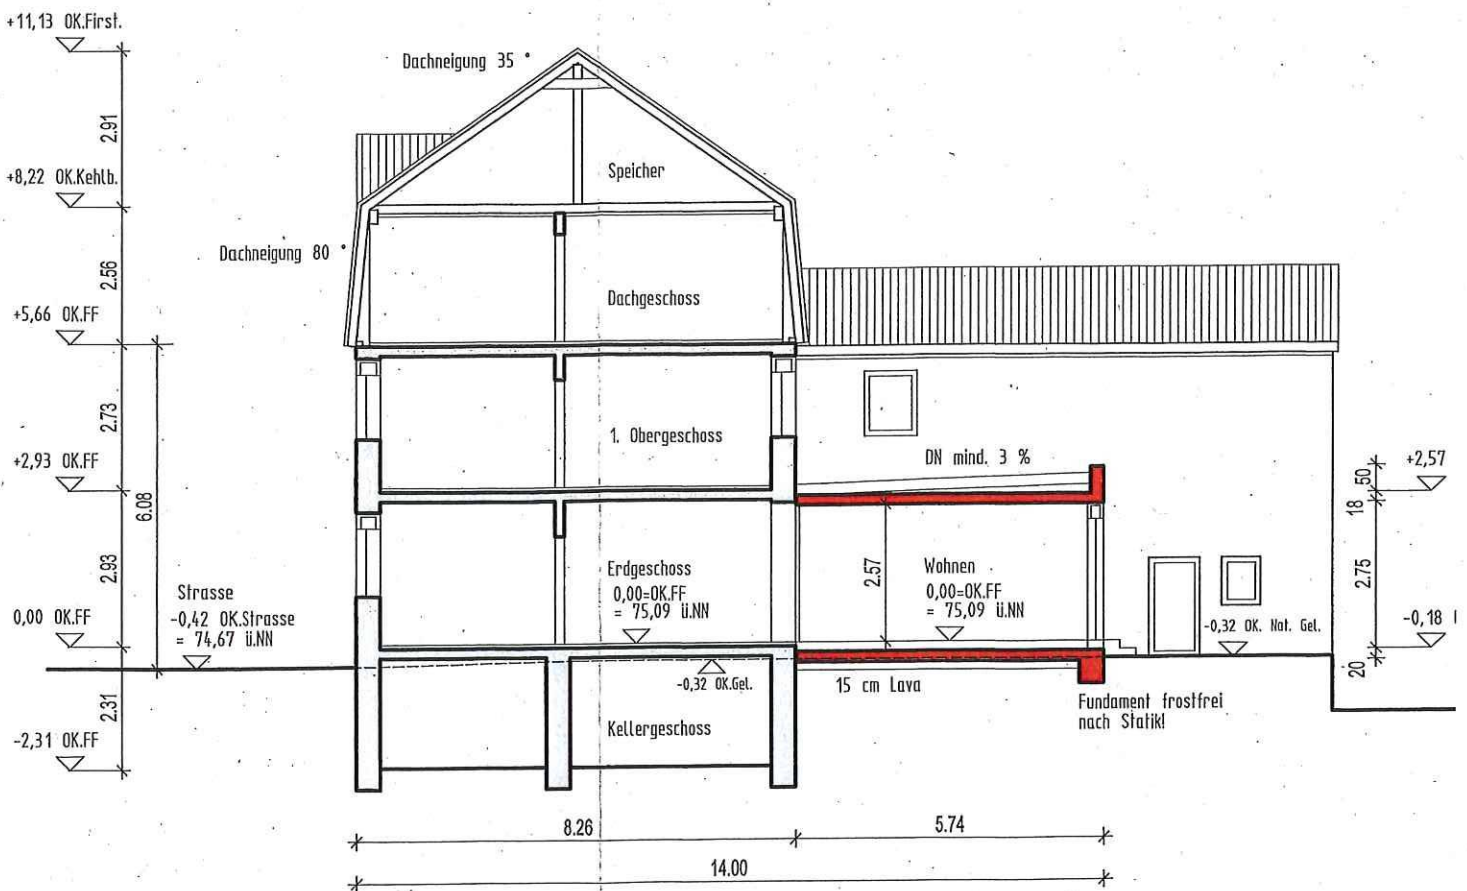 +11,13 OK.First.
Dachneigung 35 °
2.91
Speicher
+8,22 OK.Kehlb.
Dachneigung 80 °
2.56
Dachgeschoss
+5,66 OK.FF
2.73
1. Obergeschoss
DN mind. 3 %
+2,93 OK.FF
+2,57
50
18
6.08
2.93
2.57
2.75
Erdgeschoss
0,00=OK.FF
= 75,09 ü.NN
Wohnen
0,00=OK.FF
= 75,09 ü.NN
Strasse
-0,42 OK.Strasse
= 74,67 ü.NN
0,00 OK.FF
-0,32 OK. Nat. Gel.
-0,18
20
-0,32 OK.Gel.
15 cm Lava
Fundament frostfrei
nach Statik!
2.31
Kellergeschoss
-2,31 OK.FF
8.26
5.74
14.00